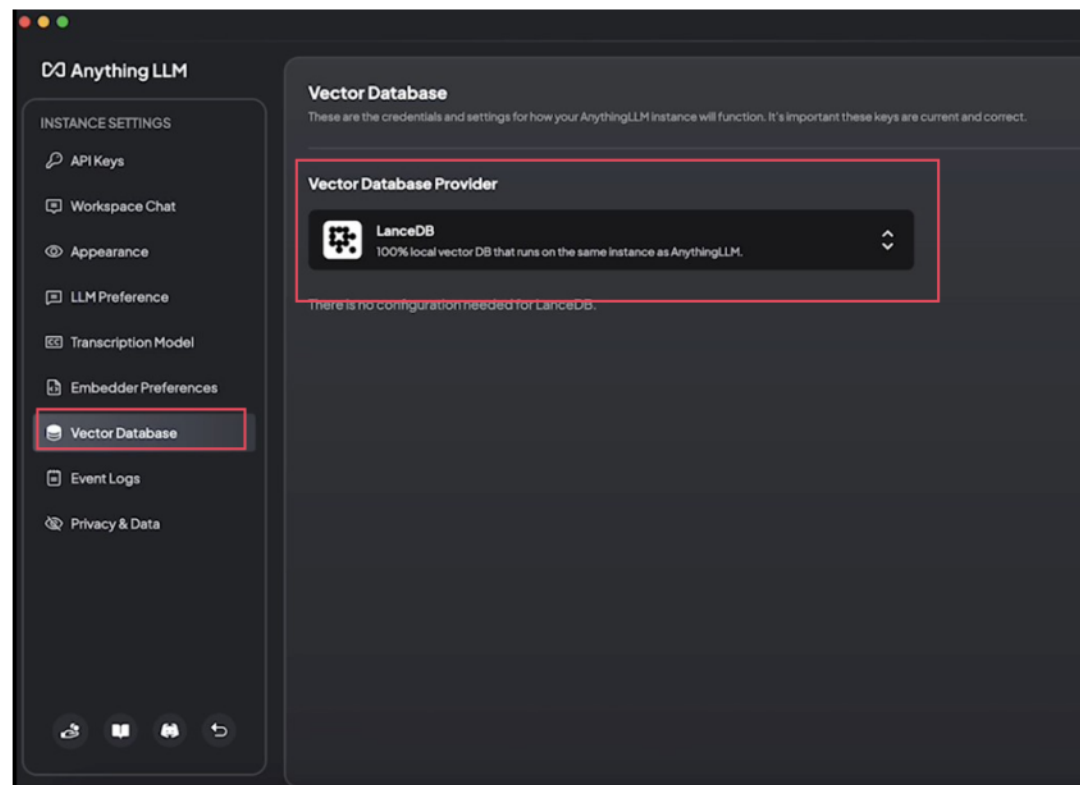 Anything LLM
INSTANCE SETTINGS
API Keys
Workspace Chat
Appearance
LLM Preference
Transcription Model
Embedder Preferences
Vector Database
Event Logs
Privacy & Data
Vector Database
These are the credentials and settings for how your AnythingLLM instance will function. It's important these keys are current and correct.
Vector Database Provider
LanceDB
100% local vector DB that runs on the same instance as AnythingLLM.
There is no configuration needed for LanceDB.